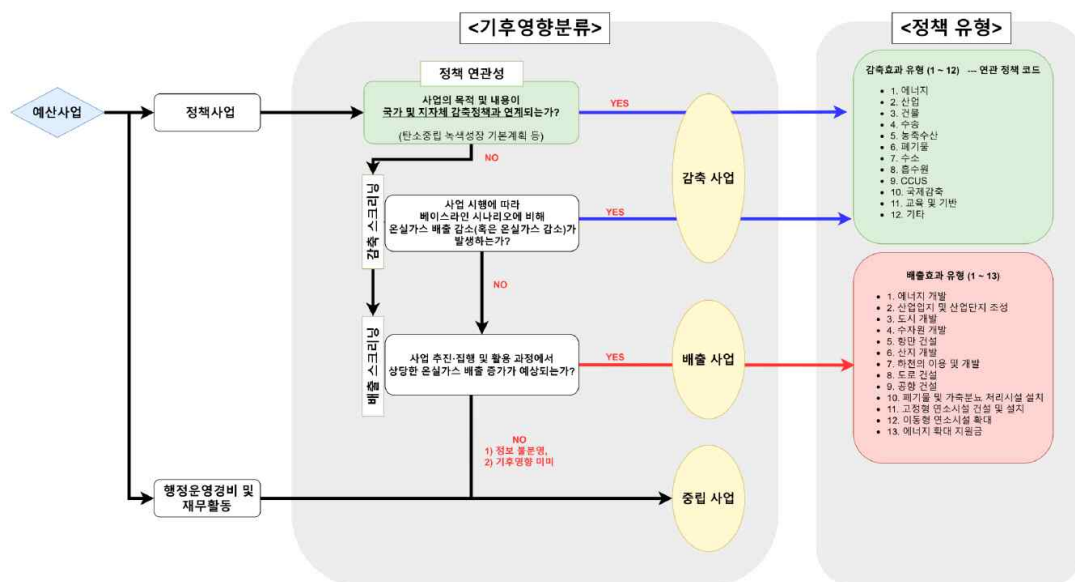 <기후영향분류>
<정책 유형>
예산사업
정책사업
정책 연관성
사업의 목적 및 내용이
국가 및 지자체 감축정책과 연계되는가?
(탄소중립 녹색성장 기본계획 등)
YES
NO
감축 스크리닝
사업 시행에 따라
베이스라인 시나리오에 비해
온실가스 배출 감소(혹은 온실가스 감소)가
발생하는가?
YES
NO
감축 사업
배출 스크리닝
사업 추진·집행 및 활용 과정에서
상당한 온실가스 배출 증가가 예상되는가?
YES
배출 사업
NO
1) 정보 불분명,
2) 기후영향 미미
행정운영경비 및
재무활동
중립 사업
감축효과 유형 (1 ~ 12) --- 연관 정책 코드
• 1. 에너지
• 2. 산업
• 3. 건물
• 4. 수송
• 5. 농축수산
• 6. 폐기물
• 7. 수소
• 8. 흡수원
• 9. CCUS
• 10. 국제감축
• 11. 교육 및 기반
• 12. 기타
배출효과 유형 (1 ~ 13)
• 1. 에너지 개발
• 2. 산업입지 및 산업단지 조성
• 3. 도시 개발
• 4. 수자원 개발
• 5. 항만 건설
• 6. 산지 개발
• 7. 하천의 이용 및 개발
• 8. 도로 건설
• 9. 공항 건설
• 10. 폐기물 및 가축분뇨 처리시설 설치
• 11. 고정형 연소시설 건설 및 설치
• 12. 이동형 연소시설 확대
• 13. 에너지 확대 지원금